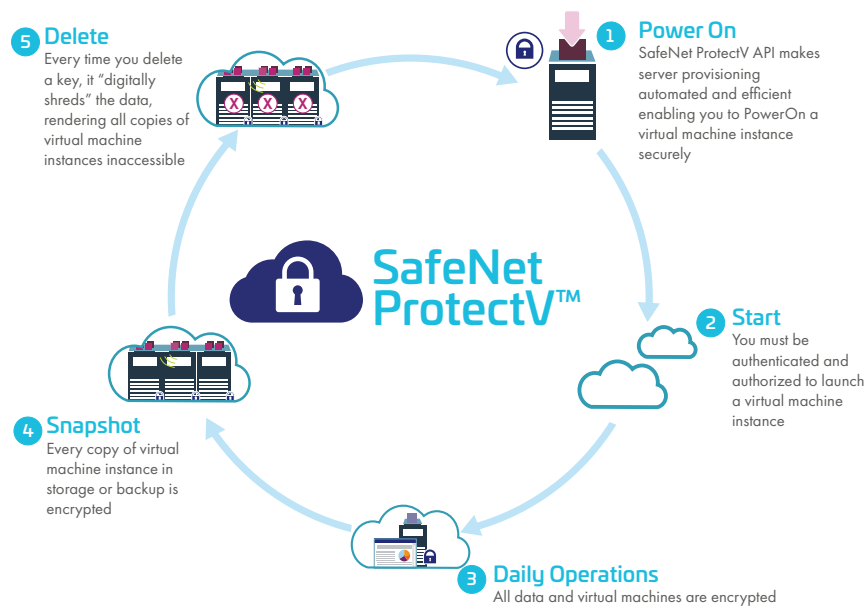 1 Power On
SafeNet ProtectV API makes
server provisioning
automated and efficient
enabling you to PowerOn a
virtual machine instance
securely
2 Start
You must be
authenticated and
authorized to launch
a virtual machine
instance
3 Daily Operations
All data and virtual machines are encrypted
4 Snapshot
Every copy of virtual
machine instance in
storage or backup is
encrypted
5 Delete
Every time you delete
a key, it “digitally
shreds” the data,
rendering all copies of
virtual machine
instances inaccessible
X X X
SafeNet
ProtectV™